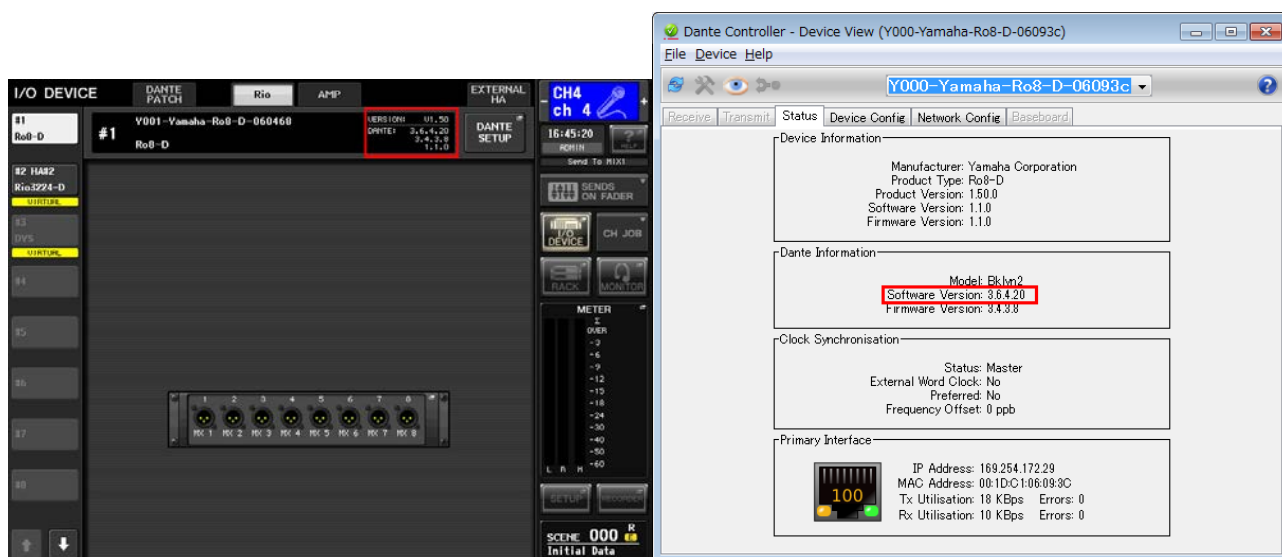 I/O DEVICE
DANTE PATCH
Rio
AMP
EXTERNAL HA
CH4
ch 4
- +
#1
Ro8-D
#1
Y001-Yamaha-Ro8-D-060468
Ro8-D
VERSION: V1.50
DANTE: 3.6.4.20
3.4.3.8
1.1.0
DANTE SETUP
16:45:20
ADMIN
?
HELP
Send To MIX1
#2 HA#2
Rio3224-D
VIRTUAL
SENDS ON FADER
#3
DVS
VIRTUAL
I/O DEVICE
CH JOB
#4
RACK
MONITOR
METER
Σ
OVER
-3
-6
-9
-12
-15
-18
-24
-30
-40
-50
-60
L R M
#5
#6
1 2 3 4 5 6 7 8
MX 1 MX 2 MX 3 MX 4 MX 5 MX 6 MX 7 MX 8
#7
#8
SETUP
RECORDER
SCENE 000 R
Initial Data
Dante Controller - Device View (Y000-Yamaha-Ro8-D-06093c)
File Device Help
Y000-Yamaha-Ro8-D-06093c
?
Receive Transmit Status Device Config Network Config Baseboard
Device Information
Manufacturer: Yamaha Corporation
Product Type: Ro8-D
Product Version: 1.50.0
Software Version: 1.1.0
Firmware Version: 1.1.0
Dante Information
Model: Bklyn2
Software Version: 3.6.4.20
Firmware Version: 3.4.3.8
Clock Synchronisation
Status: Master
External Word Clock: No
Preferred: No
Frequency Offset: 0 ppb
Primary Interface
100
IP Address: 169.254.172.29
MAC Address: 00:1D:C1:06:09:3C
Tx Utilisation: 18 KBps Errors: 0
Rx Utilisation: 10 KBps Errors: 0